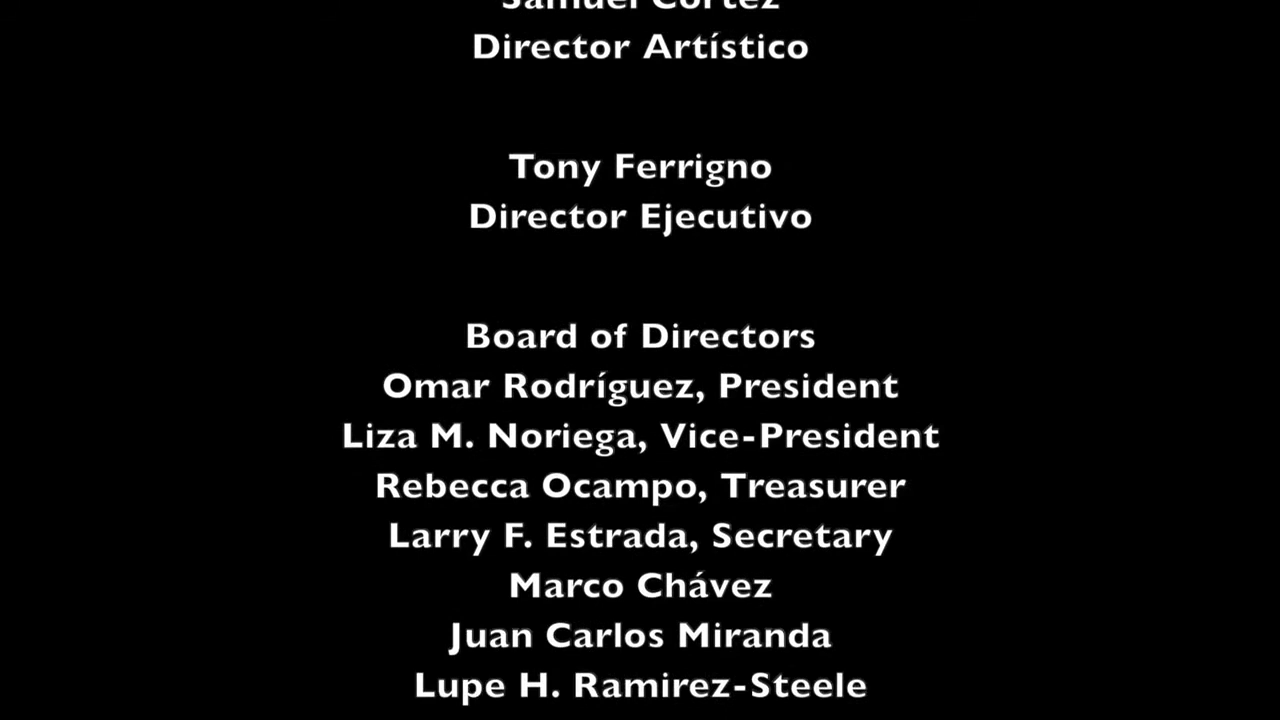 Samuel Cortez
Director Artístico
Tony Ferrigno
Director Ejecutivo
Board of Directors
Omar Rodríguez, President
Liza M. Noriega, Vice-President
Rebecca Ocampo, Treasurer
Larry F. Estrada, Secretary
Marco Chávez
Juan Carlos Miranda
Lupe H. Ramirez-Steele